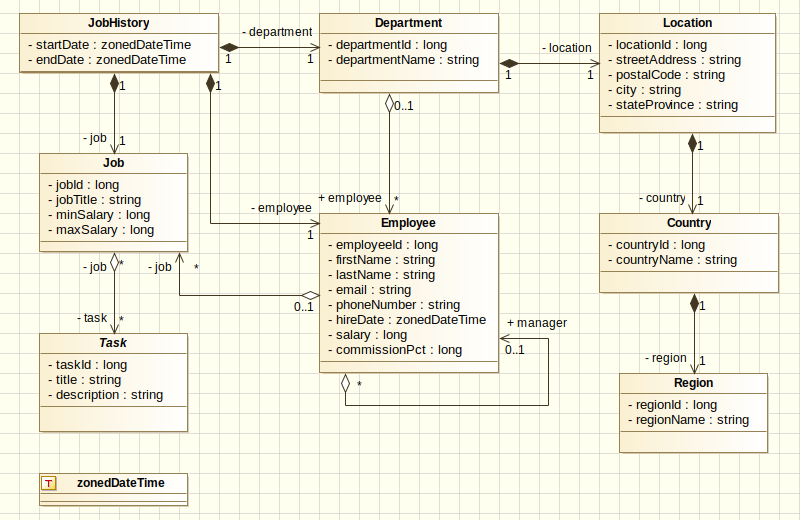 JobHistory
- startDate : zonedDateTime
- endDate : zonedDateTime
1
- department
1
Department
- departmentId : long
- departmentName : string
1
- location
1
Location
- locationId : long
- streetAddress : string
- postalCode : string
- city : string
- stateProvince : string
1
1
0..1
1
- job
1
Job
- jobId : long
- jobTitle : string
- minSalary : long
- maxSalary : long
- employee
1
+ employee
*
- country
1
Employee
- employeeId : long
- firstName : string
- lastName : string
- email : string
- phoneNumber : string
- hireDate : zonedDateTime
- salary : long
- commissionPct : long
Country
- countryId : long
- countryName : string
- job
*
- job
*
0..1
1
+ manager
0..1
*
- task
*
Task
- taskId : long
- title : string
- description : string
- region
1
Region
- regionId : long
- regionName : string
T
zonedDateTime